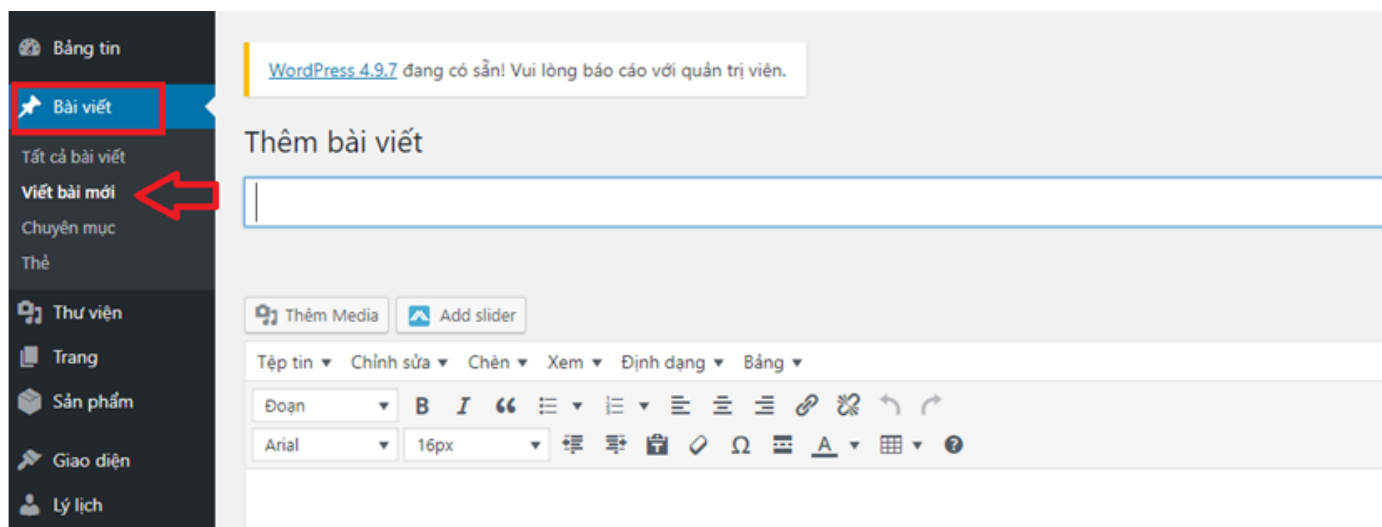 Bảng tin
Bài viết
Tất cả bài viết
Viết bài mới
Chuyên mục
Thẻ
Thư viện
Trang
Sản phẩm
Giao diện
Lý lịch
WordPress 4.9.7 đang có sẵn! Vui lòng báo cáo với quản trị viên.
Thêm bài viết
Thêm Media Add slider
Tệp tin Chỉnh sửa Chèn Xem Định dạng Bảng
Đoạn B I
Arial 16px Ω A